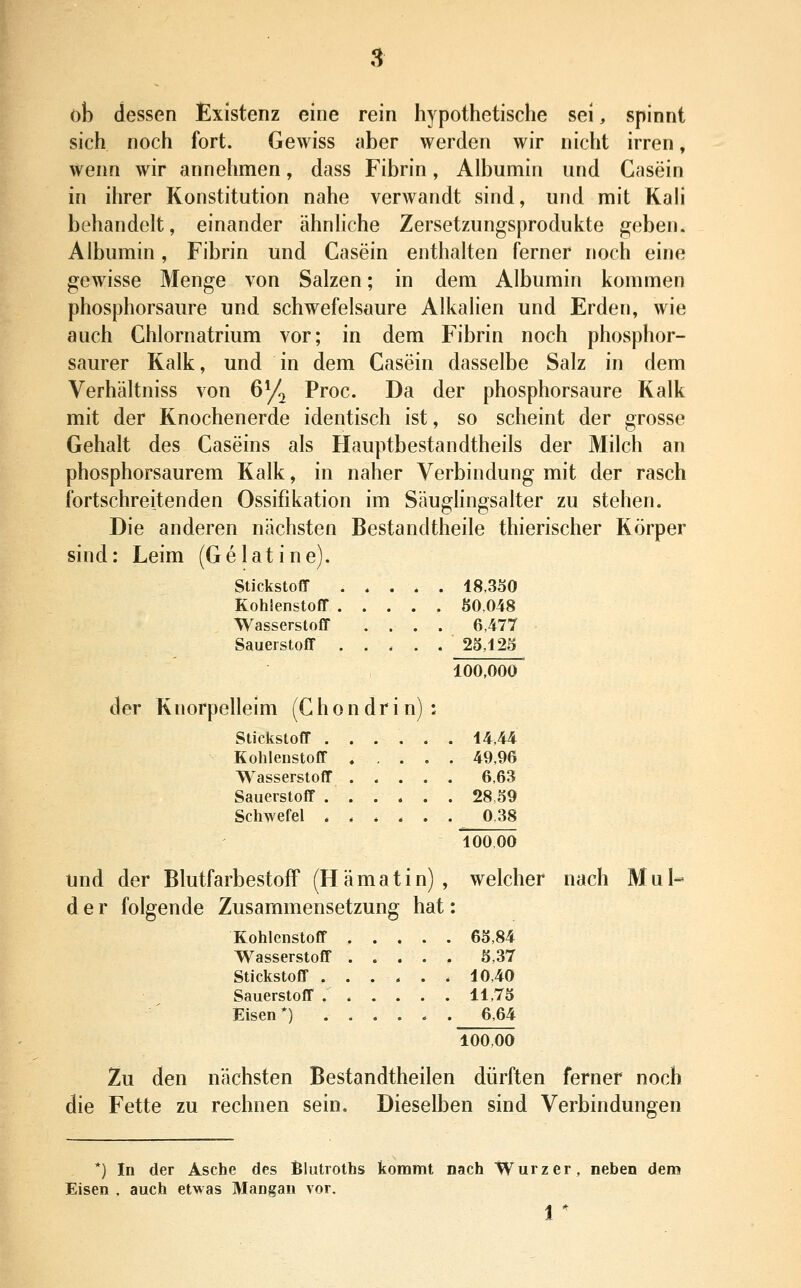 3
ob dessen Existenz eine rein hypothetische sei, spinnt
sich noch fort. Gewiss aber werden wir nicht irren,
wenn wir annehmen, dass Fibrin, Albumin und Casëin
in ihrer Konstitution nahe verwandt sind, und mit Kali
behandelt, einander ähnliche Zersetzungsprodukte geben.
Albumin, Fibrin und Casëin enthalten ferner noch eine
gewisse Menge von Salzen; in dem Albumin kommen
phosphorsaure und schwefelsaure Alkalien und Erden, wie
auch Chlornatrium vor; in dem Fibrin noch phosphor-
saurer Kalk, und in dem Casëin dasselbe Salz in dem
Verhältniss von 6½ Proc. Da der phosphorsaure Kalk
mit der Knochenerde identisch ist, so scheint der grosse
Gehalt des Casëins als Hauptbestandtheils der Milch an
phosphorsaurem Kalk, in naher Verbindung mit der rasch
fortschreitenden Ossifikation im Säuglingsalter zu stehen.
Die anderen nächsten Bestandtheile thierischer Körper
sind: Leim (Gélatine).
Stickstoff . . . . . 18,350
Kohlenstoff . . . . . 50.048
Wasserstoff . . . . 6,477
Sauerstoff . . . . . 25,125
100,000
der Knorpelleim (Chondrin):
Stickstoff . . . . . . 14,44
Kohlenstoff . . . . . 49,96
Wasserstoff . . . . . 6.63
Sauerstoff . . . . . . 28.59
Schwefel . . . . . . 0.38
100,00
und der Blutfarbestoff (Hämatin), welcher nach Mul-
der folgende Zusammensetzung hat:
Kohlenstoff . . . . . 65,84
Wasserstoff . . . . . 5,37
Stickstoff . . . . . . 10,40
Sauerstoff . . . . . . 11,75
Eisen *) . . . . . . 6,64
100,00
Zu den nächsten Bestandtheilen dürften ferner noch
die Fette zu rechnen sein. Dieselben sind Verbindungen
*) In der Asche des Blutroths kommt nach Wurzer, neben dem
Eisen , auch etwas Mangan vor.
1 *